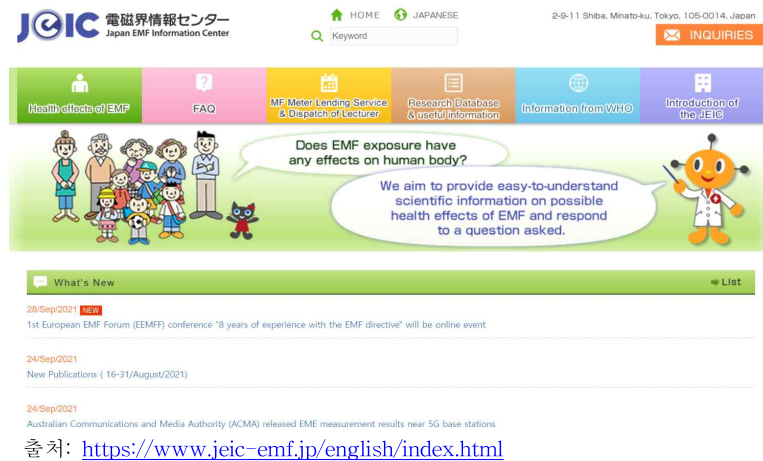 JEIC 電磁界情報センター
Japan EMF Information Center
HOME JAPANESE
Keyword
2-9-11 Shiba, Minato-ku, Tokyo, 105-0014, Japan
INQUIRIES
Health effects of EMF
FAQ
MF Meter Lending Service
& Dispatch of Lecturer
Research Database
& useful information
Information from WHO
Introduction of
the JEIC
Does EMF exposure have
any effects on human body?
We aim to provide easy-to-understand
scientific information on possible
health effects of EMF and respond
to a question asked.
What's New
List
28/Sep/2021 NEW
1st European EMF Forum (EEMFF) conference "8 years of experience with the EMF directive" will be online event
24/Sep/2021
New Publications ( 16-31/August/2021)
24/Sep/2021
Australian Communications and Media Authority (ACMA) released EME measurement results near 5G base stations
출처: https://www.jeic-emf.jp/english/index.html